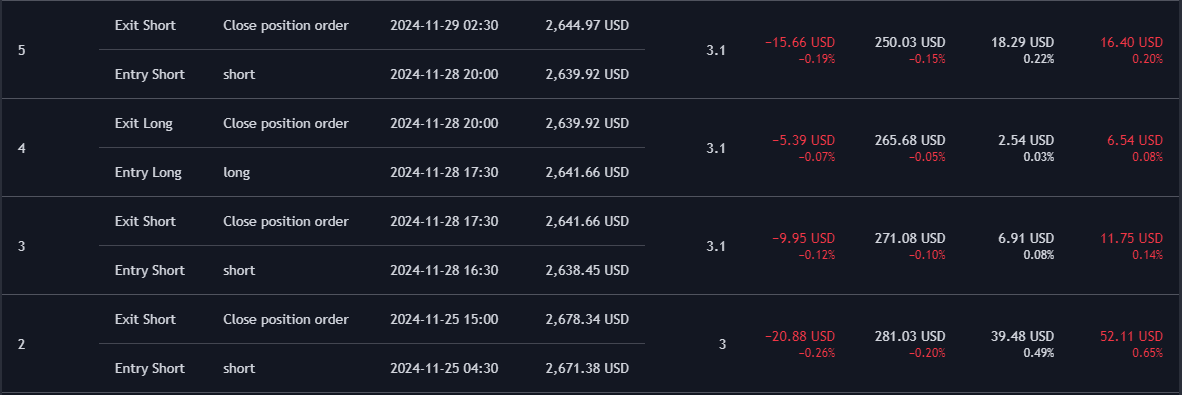 5 Exit Short Close position order 2024-11-29 02:30 2,644.97 USD 3.1 −15.66 USD 250.03 USD 18.29 USD 16.40 USD
−0.19% −0.15% 0.22% 0.20%
Entry Short short 2024-11-28 20:00 2,639.92 USD
4 Exit Long Close position order 2024-11-28 20:00 2,639.92 USD 3.1 −5.39 USD 265.68 USD 2.54 USD 6.54 USD
−0.07% −0.05% 0.03% 0.08%
Entry Long long 2024-11-28 17:30 2,641.66 USD
3 Exit Short Close position order 2024-11-28 17:30 2,641.66 USD 3.1 −9.95 USD 271.08 USD 6.91 USD 11.75 USD
−0.12% −0.10% 0.08% 0.14%
Entry Short short 2024-11-28 16:30 2,638.45 USD
2 Exit Short Close position order 2024-11-25 15:00 2,678.34 USD 3 −20.88 USD 281.03 USD 39.48 USD 52.11 USD
−0.26% −0.20% 0.49% 0.65%
Entry Short short 2024-11-25 04:30 2,671.38 USD